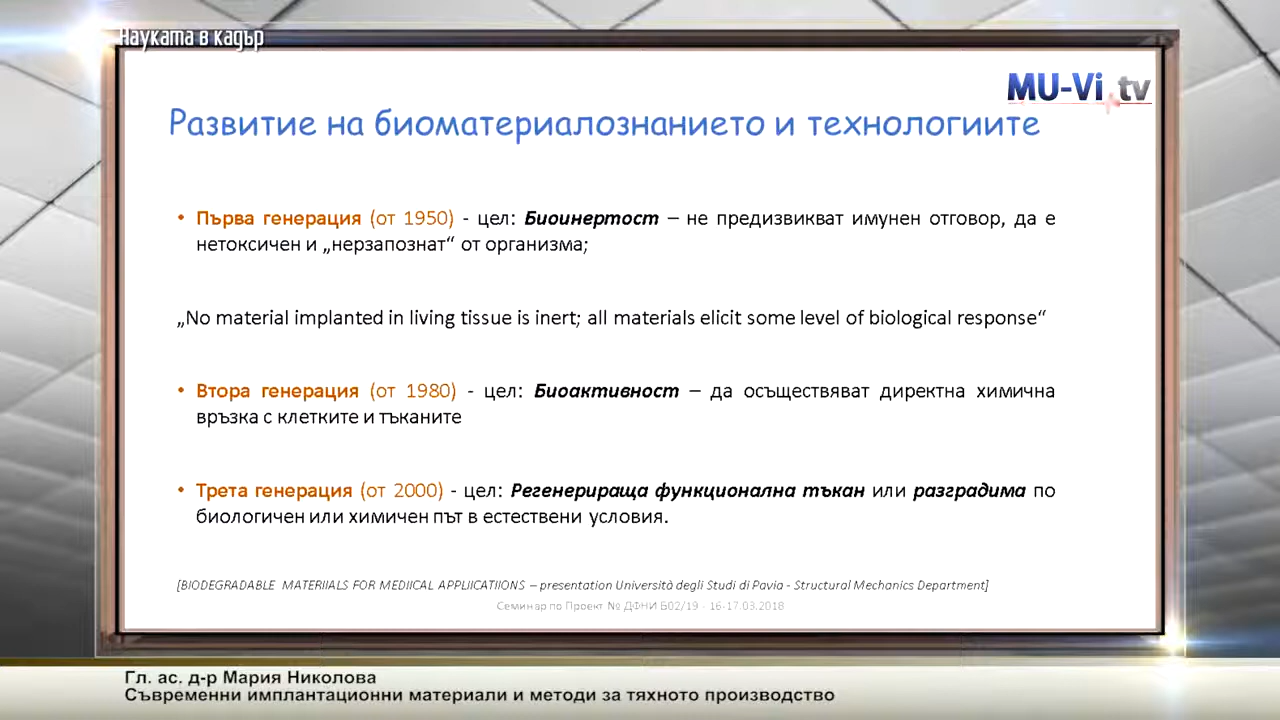 Науката в кадър
MU-Vi tv
Развитие на биоматериалознанието и технологиите
• Първа генерация (от 1950) - цел: Биоинертост – не предизвикват имунен отговор, да е
нетоксичен и „нерзапознат“ от организма;
„No material implanted in living tissue is inert; all materials elicit some level of biological response“
• Втора генерация (от 1980) - цел: Биоактивност – да осъществяват директна химична
връзка с клетките и тъканите
• Трета генерация (от 2000) - цел: Регенерираща функционална тъкан или разградима по
биологичен или химичен път в естествени условия.
[BIODEGRADABLE MATERIIALS FOR MEDIICAL APPLIICATIIONS – presentation Università degli Studi di Pavia - Structural Mechanics Department]
Семинар по Проект № ДФНИ Б02/19 - 16-17.03.2018
Гл. ас. д-р Мария Николова
Съвременни имплантационни материали и методи за тяхното производство